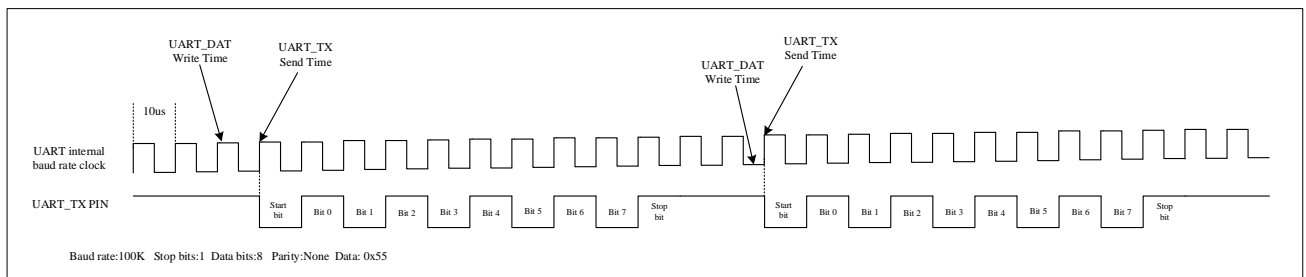 UART_DAT
Write Time
UART_TX
Send Time
UART_DAT
Write Time
UART_TX
Send Time
10us
UART internal
baud rate clock
UART_TX PIN
Start
bit
Bit 0
Bit 1
Bit 2
Bit 3
Bit 4
Bit 5
Bit 6
Bit 7
Stop
bit
Start
bit
Bit 0
Bit 1
Bit 2
Bit 3
Bit 4
Bit 5
Bit 6
Bit 7
Stop
bit
Baud rate:100K Stop bits:1 Data bits:8 Parity:None Data: 0x55